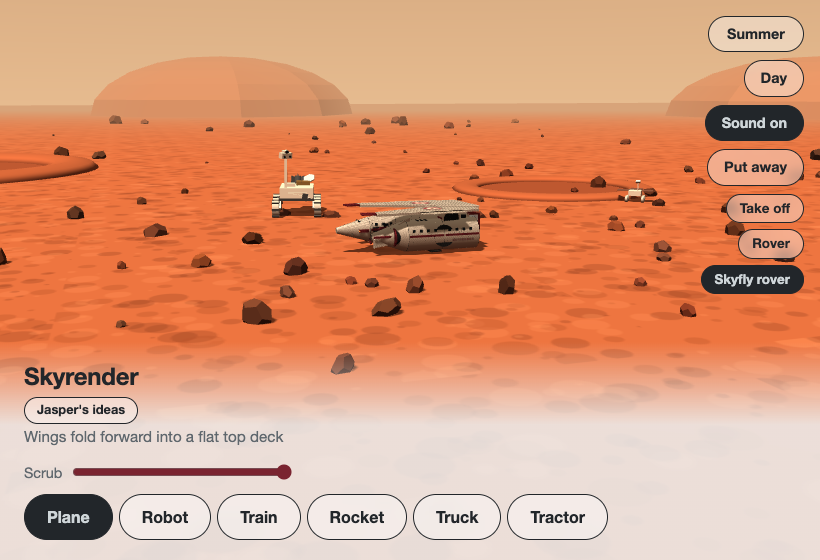 Summer
Day
Sound on
Put away
Take off
Rover
Skyfly rover
Skyrender
Jasper's ideas
Wings fold forward into a flat top deck
Scrub
Plane Robot Train Rocket Truck Tractor